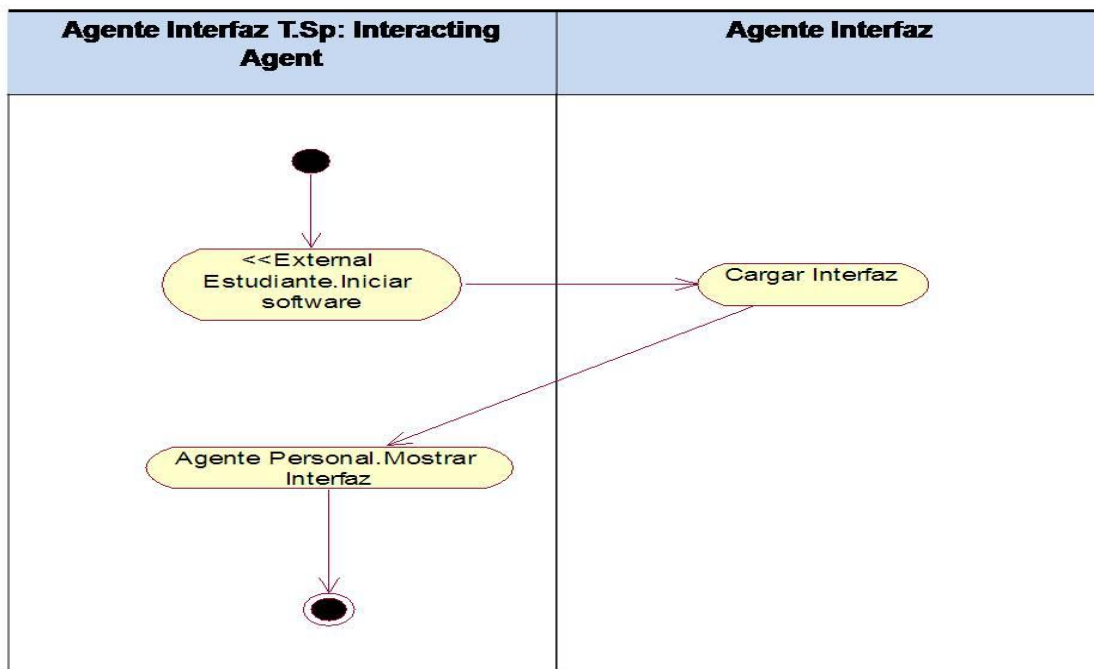 Agente Interfaz T.Sp: Interacting
Agent
Agente Interfaz
<<External
Estudiante.Iniciar
software
Cargar Interfaz
Agente Personal.Mostrar
Interfaz